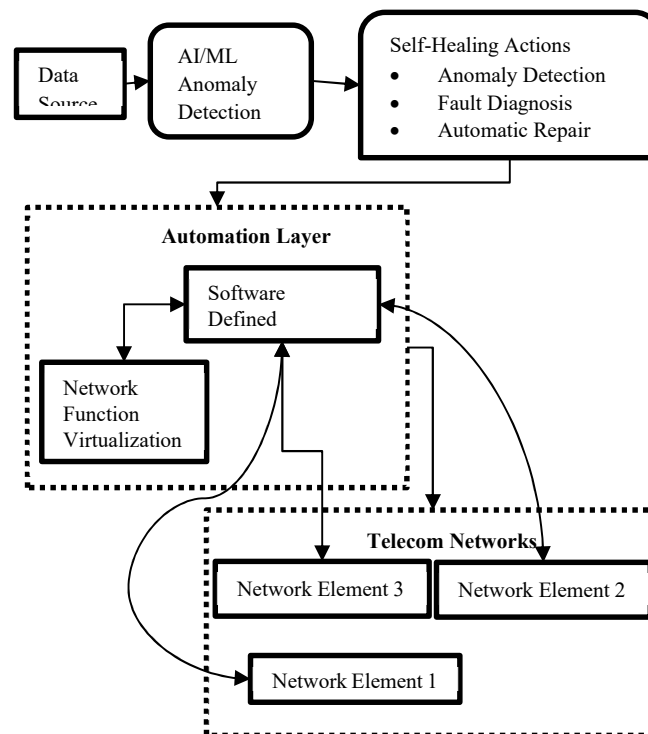 Data
Source
AI/ML
Anomaly
Detection
Self-Healing Actions
• Anomaly Detection
• Fault Diagnosis
• Automatic Repair
Automation Layer
Software
Defined
Network
Function
Virtualization
Telecom Networks
Network Element 3
Network Element 2
Network Element 1